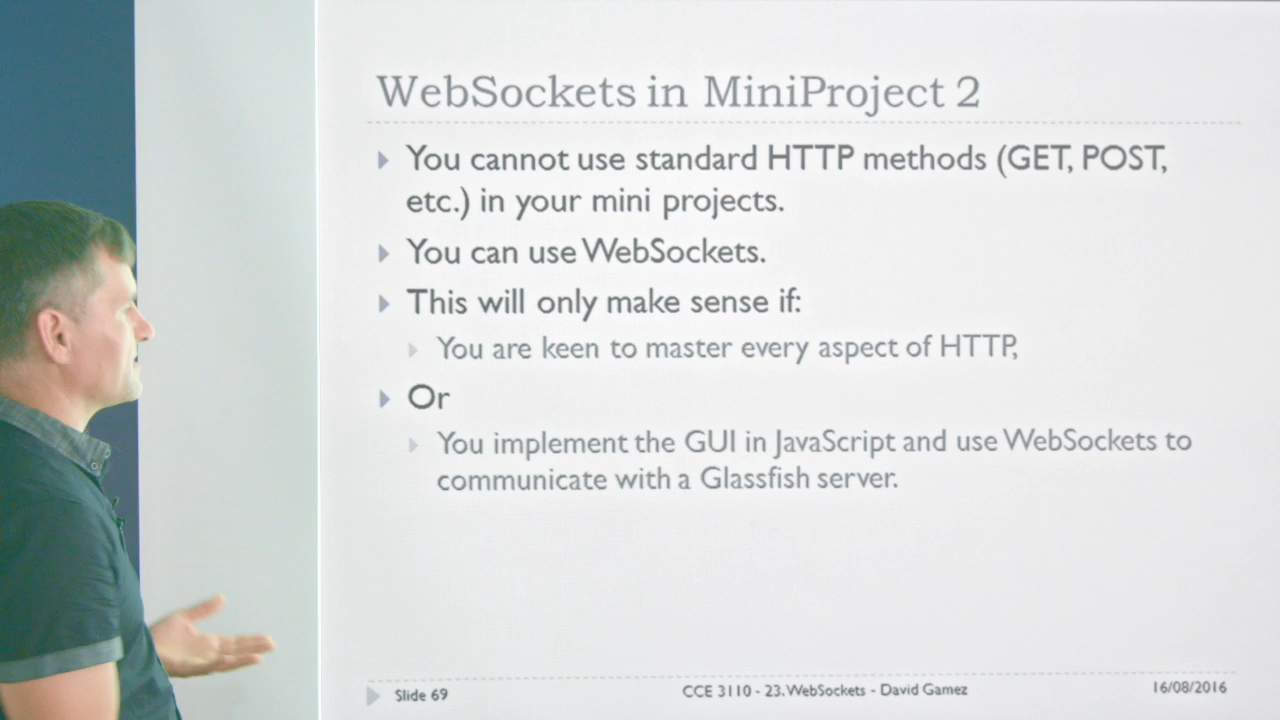 WebSockets in MiniProject 2
You cannot use standard HTTP methods (GET, POST,
etc.) in your mini projects.
You can use WebSockets.
This will only make sense if:
You are keen to master every aspect of HTTP,
Or
You implement the GUI in JavaScript and use WebSockets to
communicate with a Glassfish server.
Slide 69
CCE 3110 - 23. WebSockets - David Gamez
16/08/2016